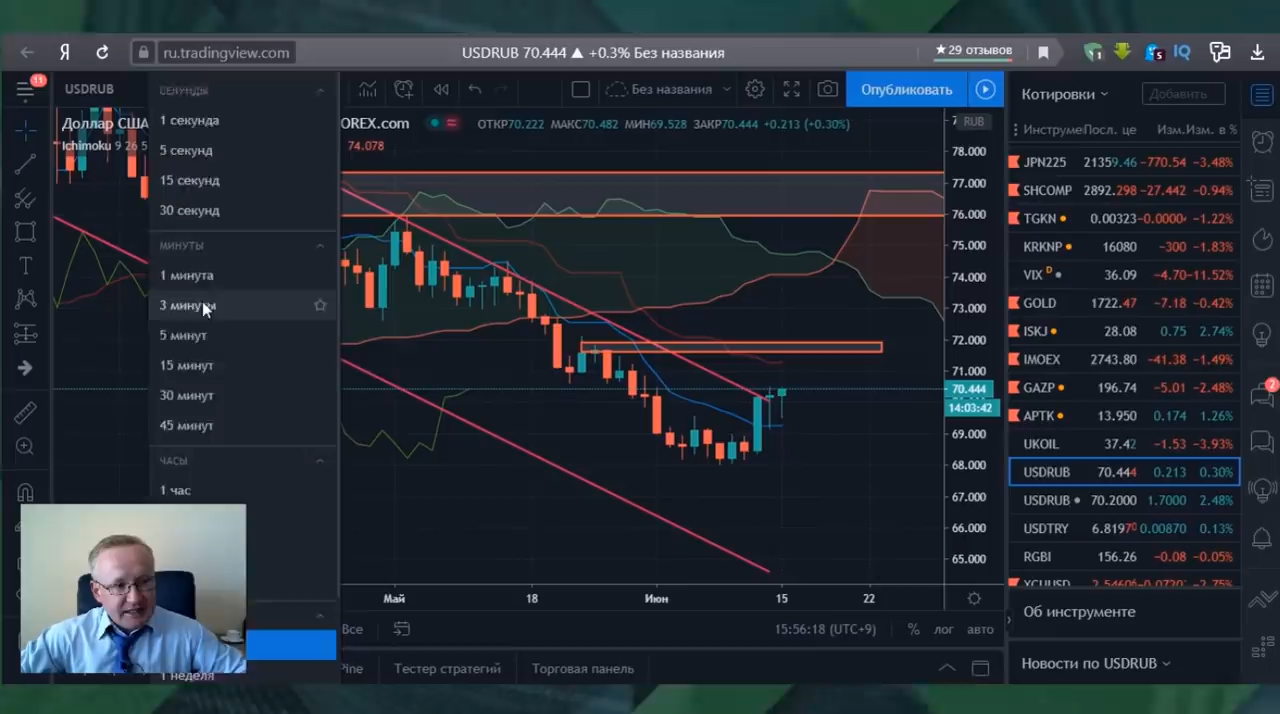 Я
ru.tradingview.com
USDRUB 70.444 ▲ +0.3% Без названия
★29 отзывов
1
5
IQ
11
USDRUB
СЕКУНДЫ
1 секунда
5 секунд
15 секунд
30 секунд
МИНУТЫ
1 минута
3 минуты
5 минут
15 минут
30 минут
45 минут
ЧАСЫ
1 час
1 неделя
Доллар США
Ichimoku 9 26 5
Без названия
Опубликовать
OREX.com
ОТКР70.222 МАКС70.482 МИН69.528 ЗАКР70.444 +0.213 (+0.30%)
74.078
RUB
78.000
77.000
76.000
75.000
74.000
73.000
72.000
71.000
70.444
14:03:42
69.000
68.000
67.000
66.000
65.000
Май 18 Июн 15 22
Все
15:56:18 (UTC+9) % лог авто
Pine Тестер стратегий Торговая панель
Котировки
Добавить
Инструме Посл. це Изм. Изм. в %
JPN225 21359.46 -770.54 -3.48%
SHCOMP 2892.298 -27.442 -0.94%
TGKN 0.00323 -0.0000 -1.22%
KRKNP 16080 -300 -1.83%
VIX D 36.09 -4.70 -11.52%
GOLD 1722.47 -7.18 -0.42%
ISKJ 28.08 0.75 2.74%
IMOEX 2743.80 -41.38 -1.49%
GAZP 196.74 -5.01 -2.48%
APTK 13.950 0.174 1.26%
UKOIL 37.42 -1.53 -3.93%
USDRUB 70.444 0.213 0.30%
USDRUB 70.2000 1.7000 2.48%
USDTRY 6.8197 0.00870 0.13%
RGBI 156.26 -0.08 -0.05%
Об инструменте
Новости по USDRUB
2